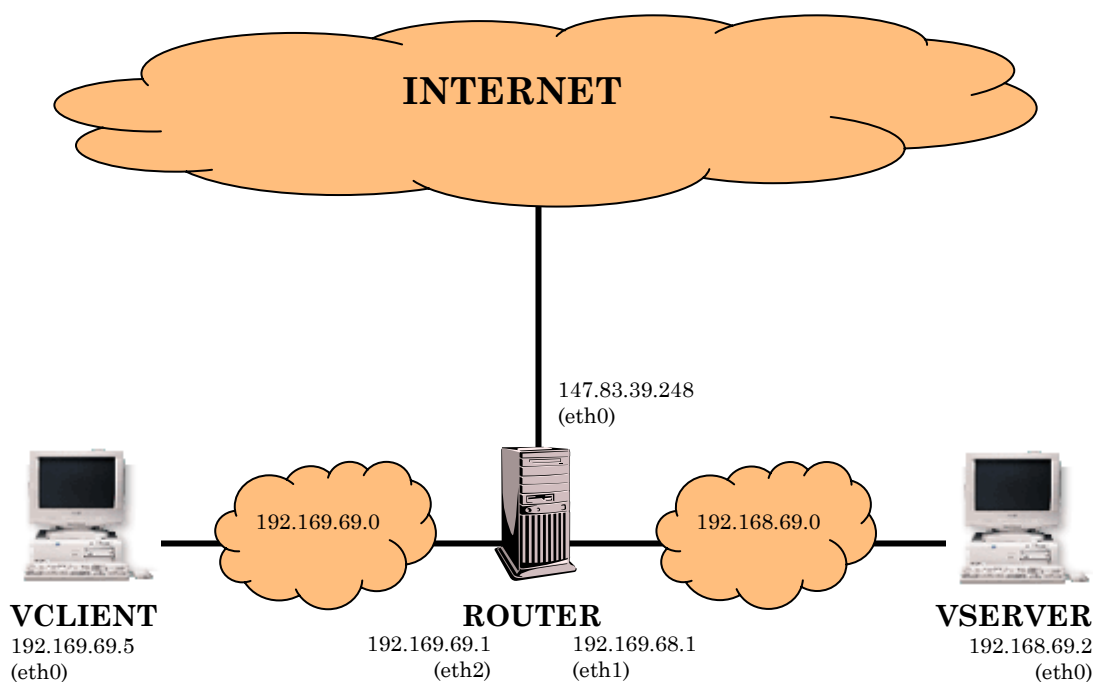 INTERNET
147.83.39.248
(eth0)
192.169.69.0
192.168.69.0
VCLIENT
192.169.69.5
(eth0)
ROUTER
192.169.69.1
(eth2)
192.169.68.1
(eth1)
VSERVER
192.168.69.2
(eth0)